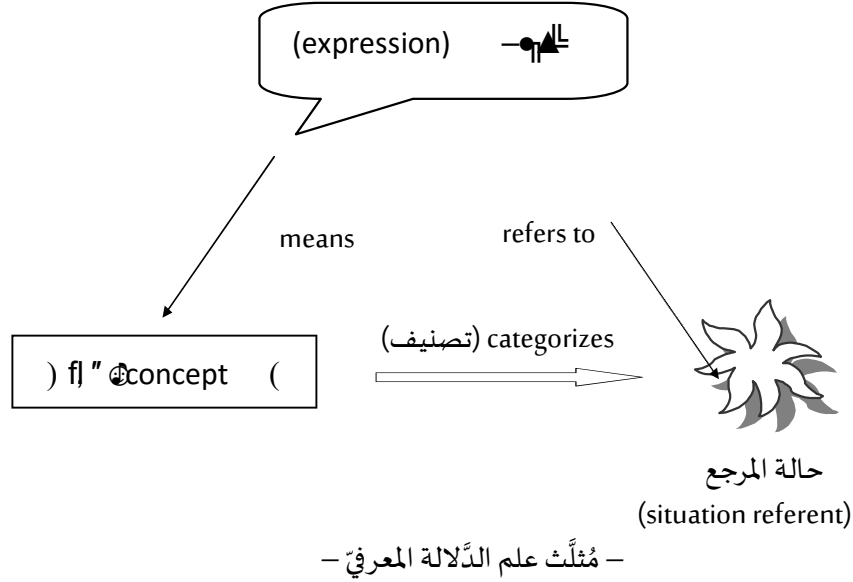 (expression)
means
refers to
(تصنيف) categorizes
concept
حالة المرجع
(situation referent)
– مُثلَّث علم الدَّلالة المعرفيّ –